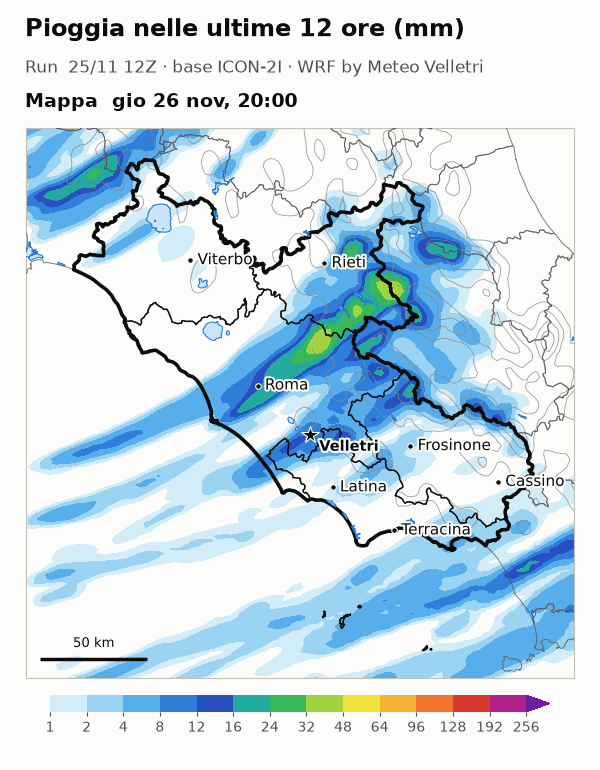 Pioggia nelle ultime 12 ore (mm)
Run  25/11 12Z · base ICON-2I · WRF by Meteo Velletri
Mappa  gio 26 nov, 20:00
Viterbo
Rieti
Roma
Velletri
Frosinone
Latina
Cassino
Terracina
50 km
1 2 4 8 12 16 24 32 48 64 96 128 192 256